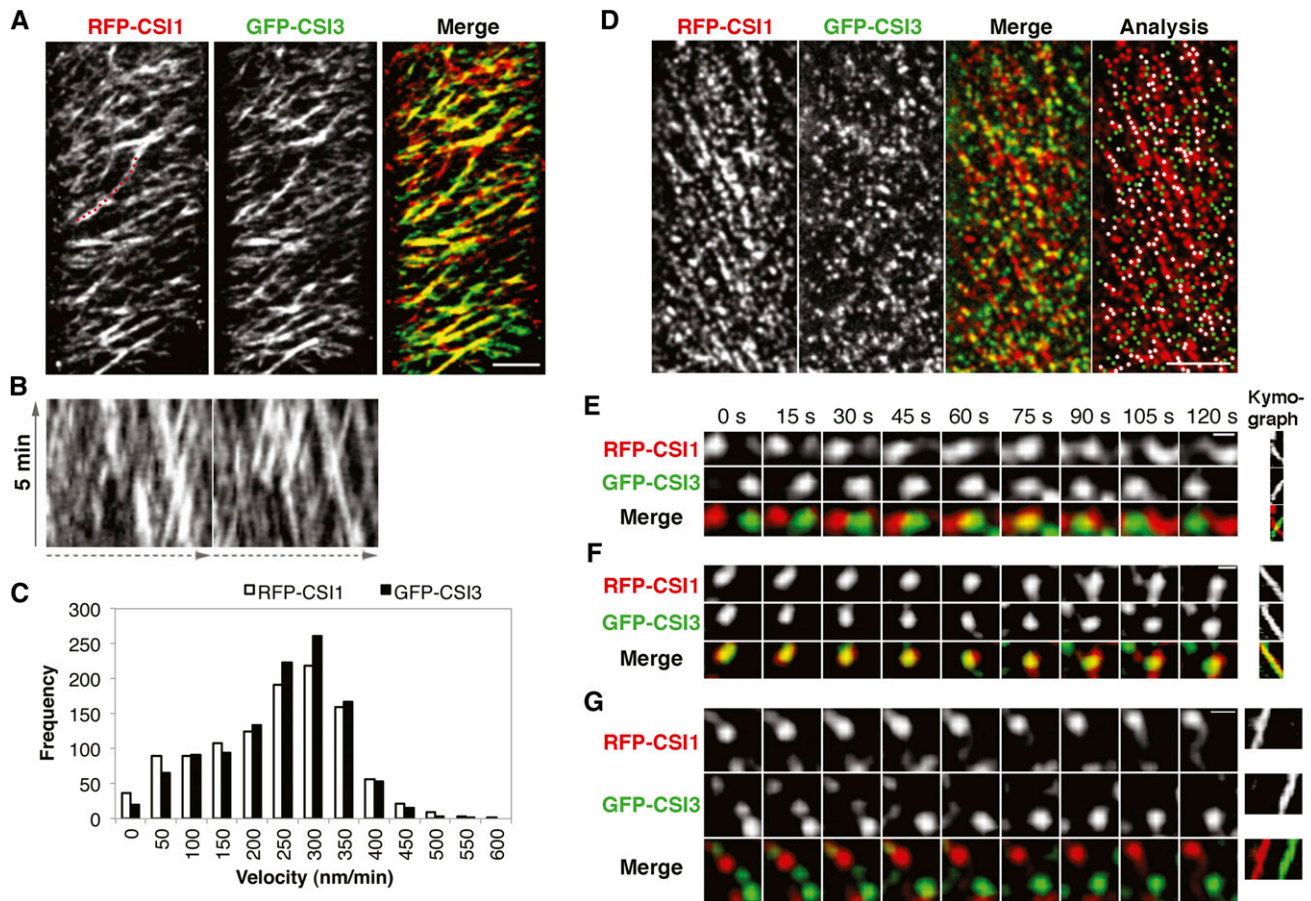 A
RFP-CSI1 GFP-CSI3 Merge
B
5 min
C
RFP-CSI1 GFP-CSI3
Frequency
300
250
200
150
100
50
0
0 50 100 150 200 250 300 350 400 450 500 550 600
Velocity (nm/min)
D
RFP-CSI1 GFP-CSI3 Merge Analysis
E
0 s 15 s 30 s 45 s 60 s 75 s 90 s 105 s 120 s
Kymo-
graph
RFP-CSI1
GFP-CSI3
Merge
F
RFP-CSI1
GFP-CSI3
Merge
G
RFP-CSI1
GFP-CSI3
Merge